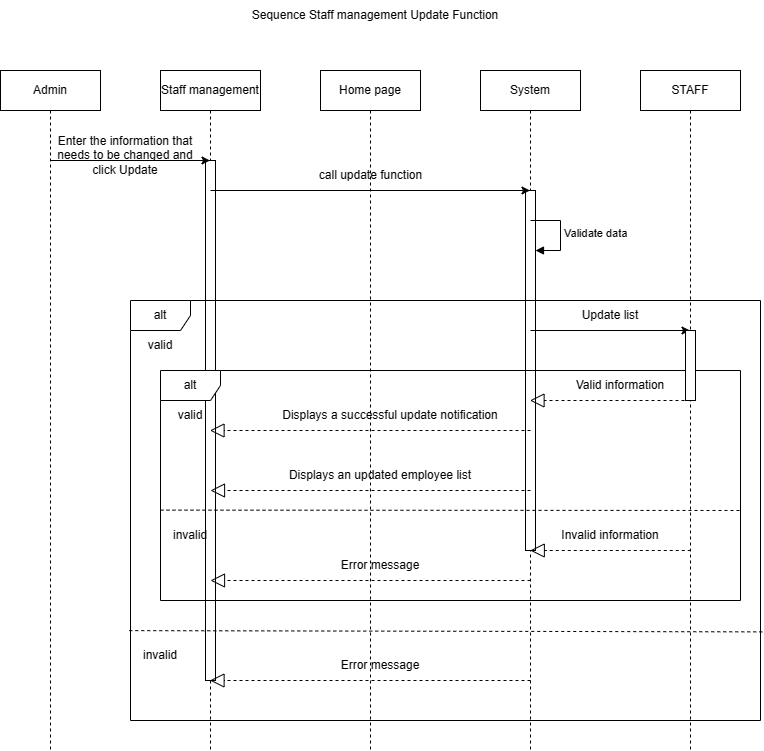 Sequence Staff management Update Function
Admin
Staff management
Home page
System
STAFF
Enter the information that
needs to be changed and
click Update
call update function
Validate data
alt
Update list
valid
alt
Valid information
valid
Displays a successful update notification
Displays an updated employee list
invalid
Invalid information
Error message
invalid
Error message